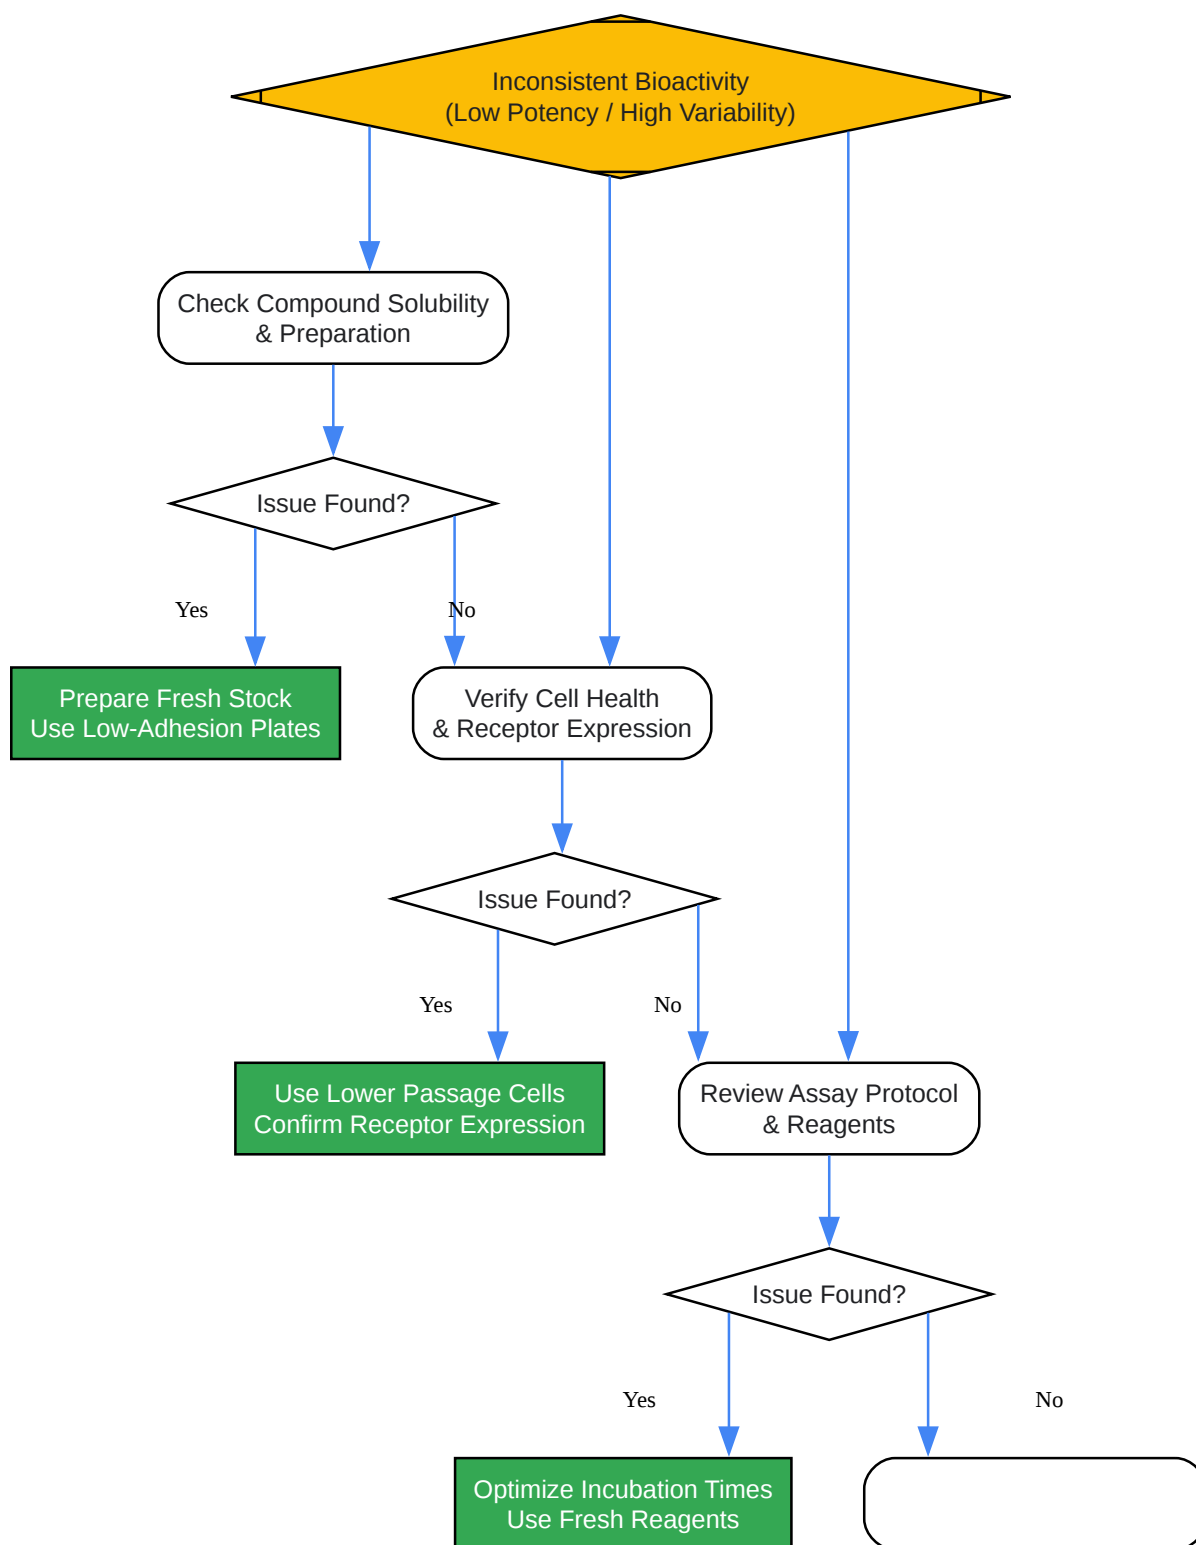 Inconsistent Bioactivity
(Low Potency / High Variability)
Check Compound Solubility
& Preparation
Issue Found?
Yes
No
Prepare Fresh Stock
Use Low-Adhesion Plates
Verify Cell Health
& Receptor Expression
Issue Found?
Yes
No
Use Lower Passage Cells
Confirm Receptor Expression
Review Assay Protocol
& Reagents
Issue Found?
Yes
No
Optimize Incubation Times
Use Fresh Reagents